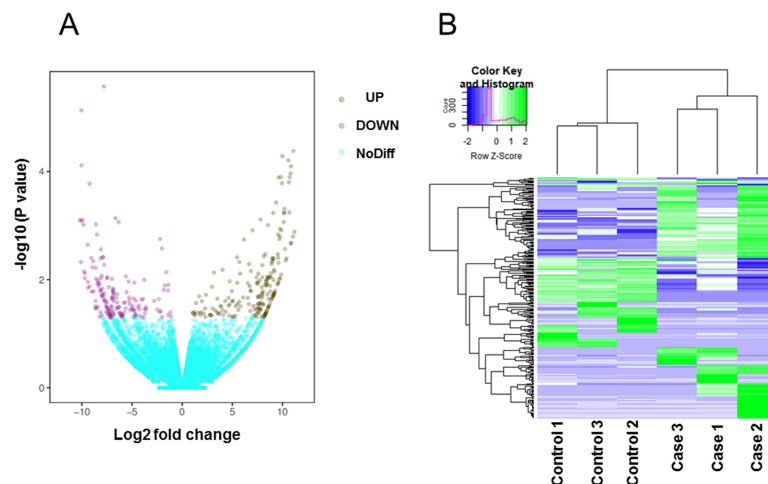 A
B
UP
DOWN
NoDiff
-log10 (P value)
4
2
0
−10
−5
0
5
10
Log2 fold change
Color Key
and Histogram
Count
0
300
-2
-1
0
1
2
Row Z-Score
Control 1
Control 3
Control 2
Case 3
Case 1
Case 2